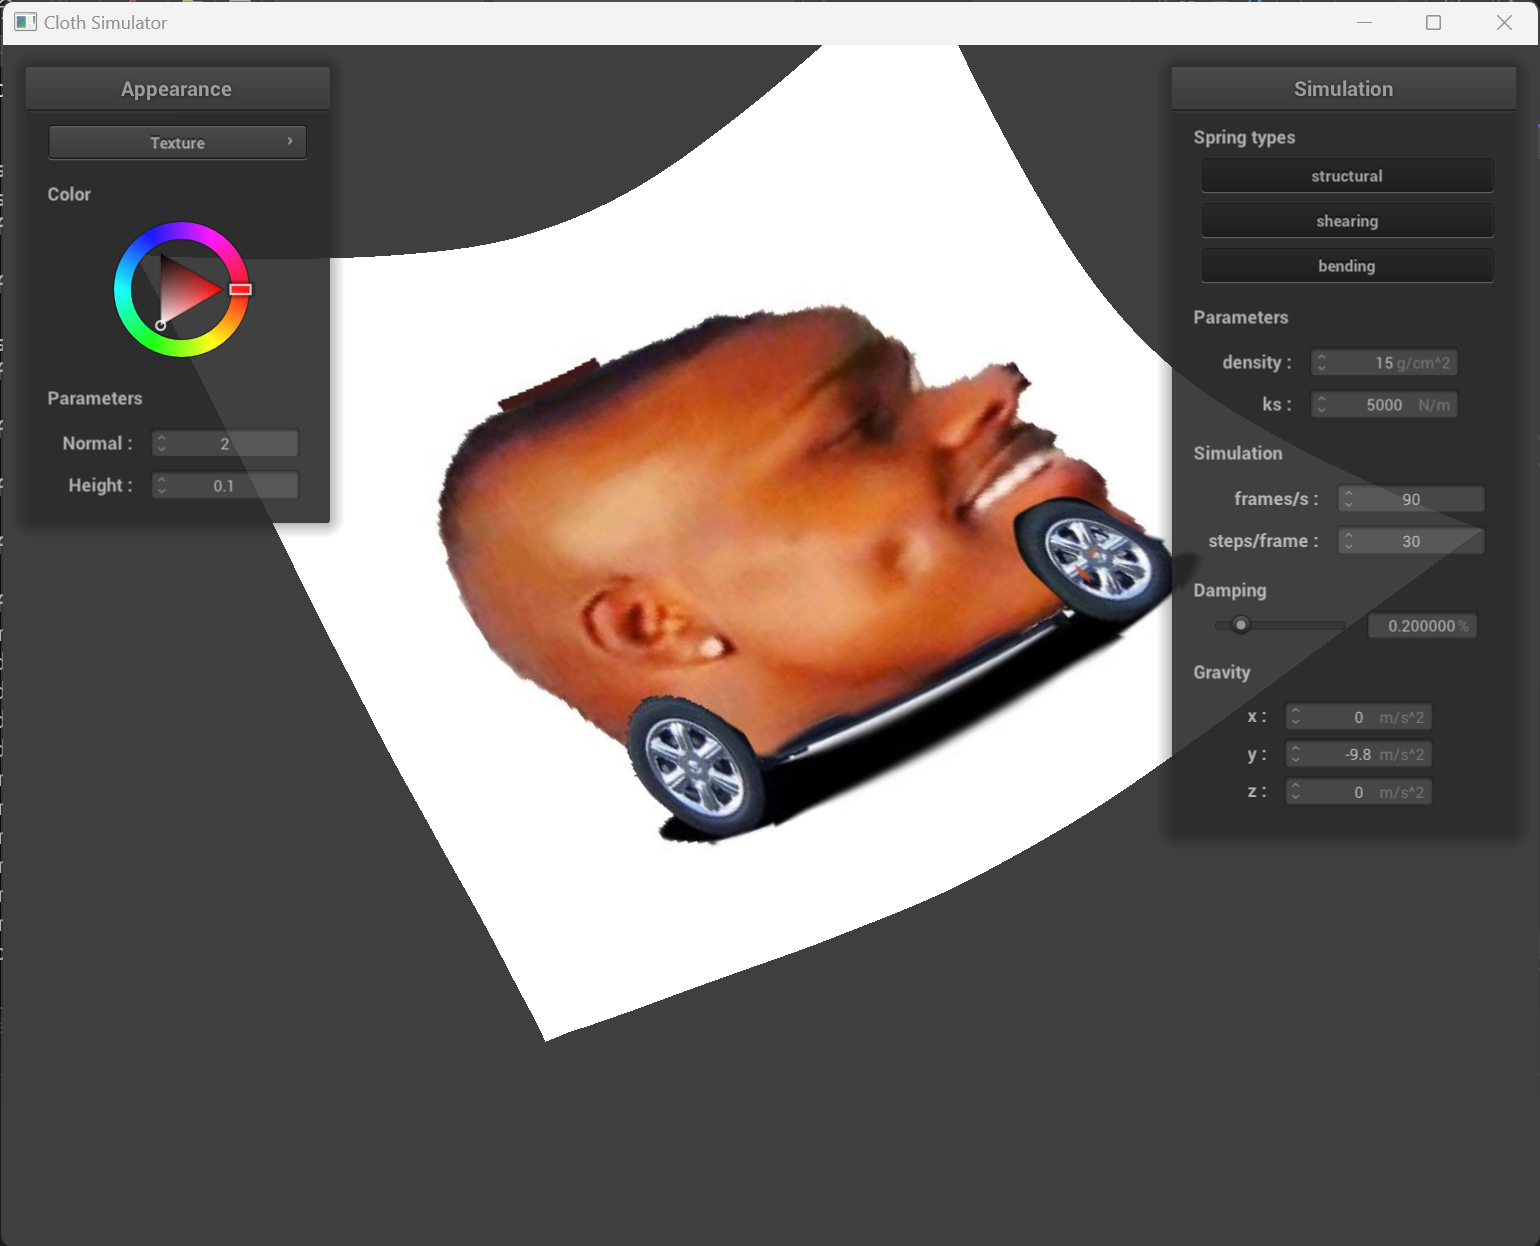 Cloth Simulator
Appearance
Texture
Color
Parameters
Normal : 2
Height : 0.1
Simulation
Spring types
structural
shearing
bending
Parameters
density : 15 g/cm^2
ks : 5000 N/m
Simulation
frames/s : 90
steps/frame : 30
Damping
0.200000 %
Gravity
x : 0 m/s^2
y : -9.8 m/s^2
z : 0 m/s^2